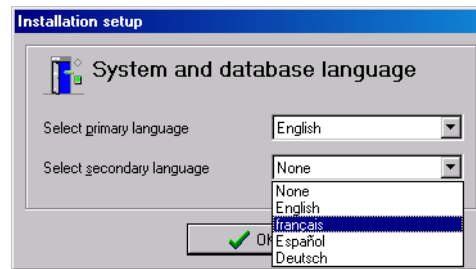 Installation setup
System and database language
Select primary language
English
Select secondary language
None
None
English
français
OK
Español
Deutsch